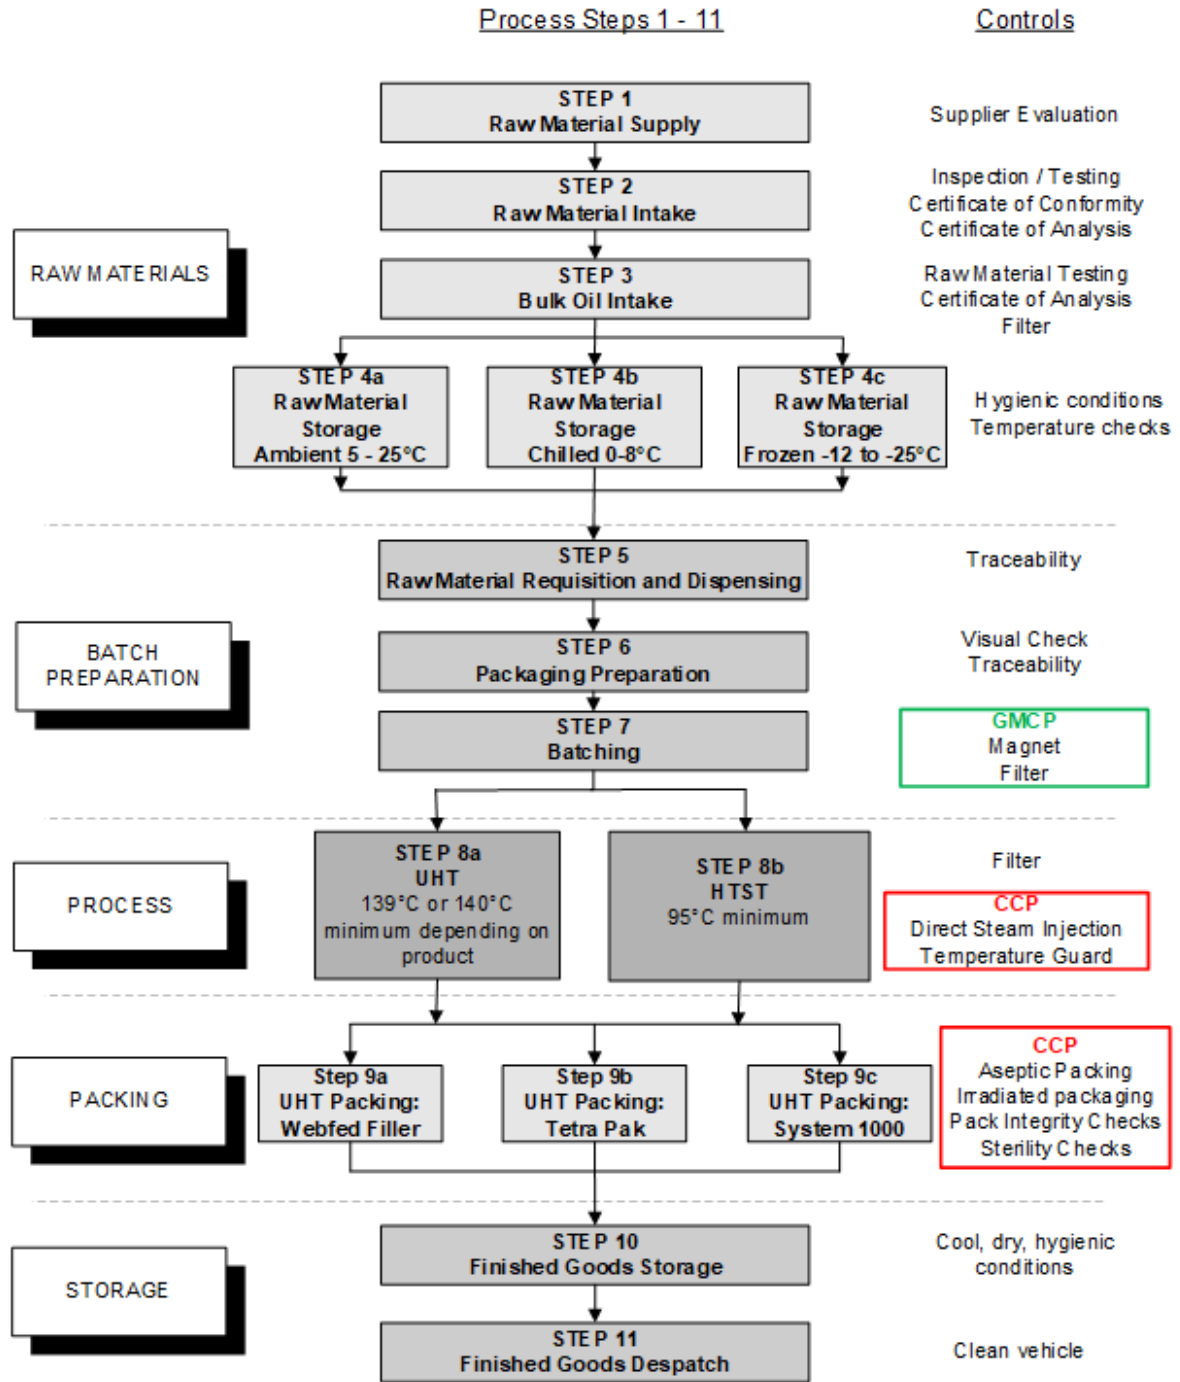 Process Steps 1 - 11
Controls
STEP 1
Raw Material Supply
Supplier Evaluation
STEP 2
Raw Material Intake
Inspection / Testing
Certificate of Conformity
Certificate of Analysis
RAW MATERIALS
STEP 3
Bulk Oil Intake
Raw Material Testing
Certificate of Analysis
Filter
STEP 4a
Raw Material
Storage
Ambient 5 - 25°C
STEP 4b
Raw Material
Storage
Chilled 0-8°C
STEP 4c
Raw Material
Storage
Frozen -12 to -25°C
Hygienic conditions
Temperature checks
STEP 5
Raw Material Requisition and Dispensing
Traceability
BATCH
PREPARATION
STEP 6
Packaging Preparation
Visual Check
Traceability
STEP 7
Batching
GMCP
Magnet
Filter
PROCESS
STEP 8a
UHT
139°C or 140°C
minimum depending on
product
STEP 8b
HTST
95°C minimum
Filter
CCP
Direct Steam Injection
Temperature Guard
PACKING
Step 9a
UHT Packing:
Webfed Filler
Step 9b
UHT Packing:
Tetra Pak
Step 9c
UHT Packing:
System 1000
CCP
Aseptic Packing
Irradiated packaging
Pack Integrity Checks
Sterility Checks
STORAGE
STEP 10
Finished Goods Storage
Cool, dry, hygienic
conditions
STEP 11
Finished Goods Despatch
Clean vehicle